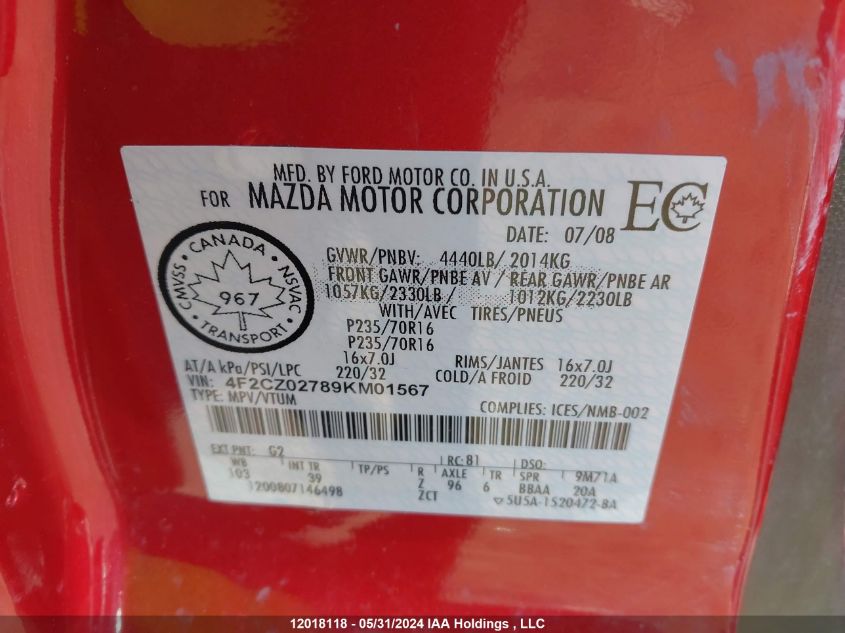 MFD. BY FORD MOTOR CO. IN U.S.A.
FOR MAZDA MOTOR CORPORATION EC
DATE: 07/08
CANADA
CMVSS NSVAC
967
TRANSPORT
GVWR/PNBV: 4440LB/ 2014KG
FRONT GAWR/PNBE AV / REAR GAWR/PNBE AR
1057KG/2330LB / 1012KG/2230LB
WITH/AVEC TIRES/PNEUS
P235/70R16
P235/70R16
16x7.0J RIMS/JANTES 16x7.0J
AT/A kPa/PSI/LPC 220/32 COLD/A FROID 220/32
VIN: 4F2CZ02789KM01567
TYPE: MPV/VTUM COMPLIES: ICES/NMB-002
EXT PNT: G2 RC: 81 DSO:
WB INT TR TP/PS R AXLE TR SPR 9M71A
103 39 Z 96 6 BBAA 20A
1200807146498 ZCT 5U5A-1520472-BA
12018118 - 05/31/2024 IAA Holdings , LLC